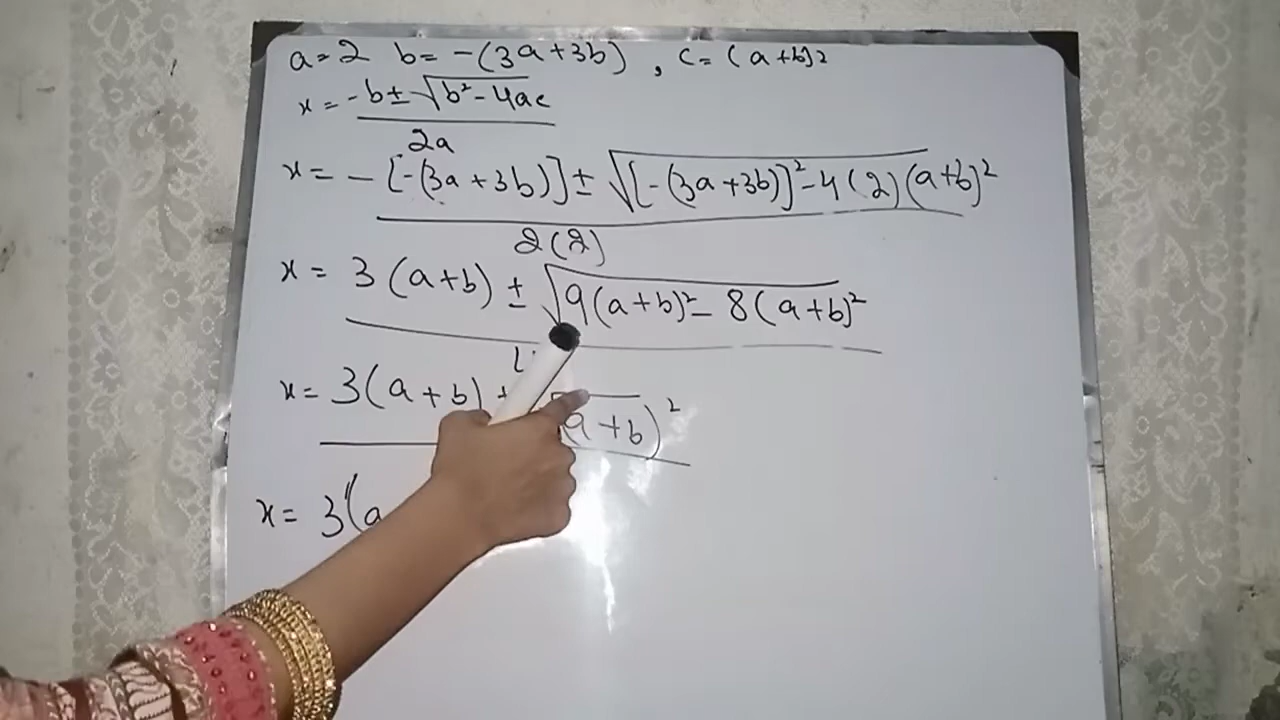 a=2 b= -(3a+3b) , c= (a+b)2
x = -b±√b²-4ac
2a
x = - [-(3a+3b)]± √[-(3a+3b)]²-4(2)(a+b)²
2(2)
x = 3(a+b) ± √9(a+b)²- 8(a+b)²
x= 3(a+b) a+b)²
x= 3(a